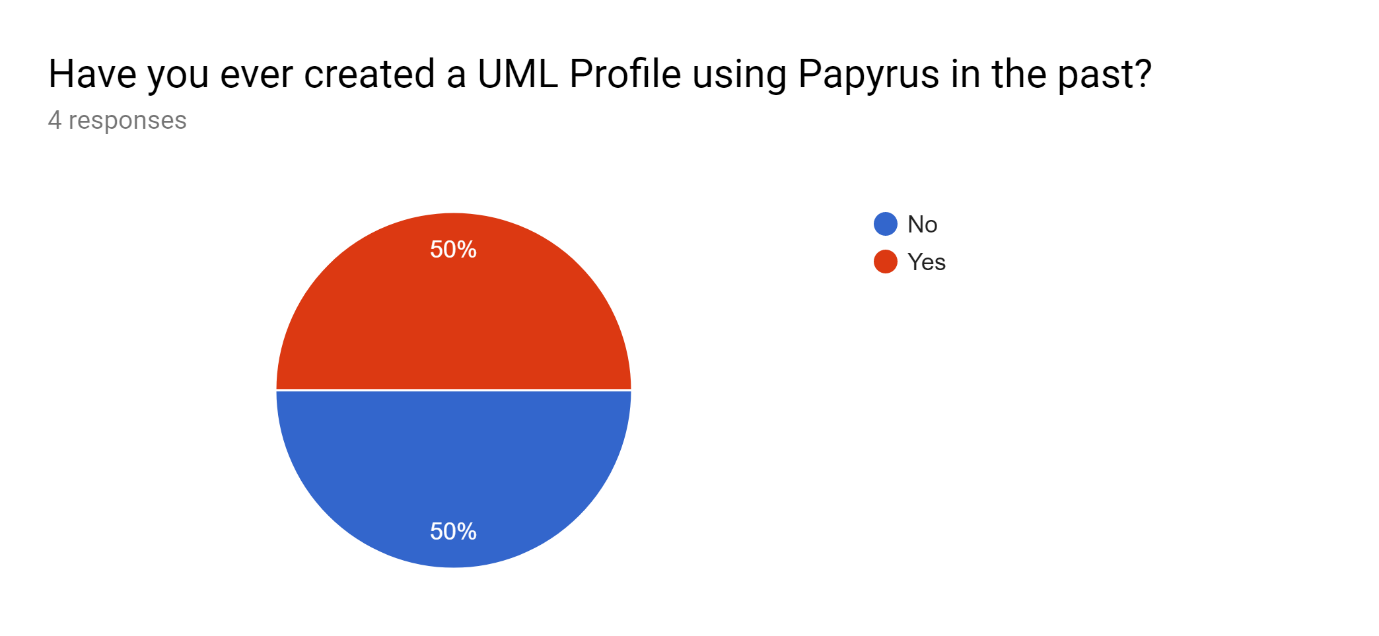 Have you ever created a UML Profile using Papyrus in the past?
4 responses
50%
50%
No
Yes